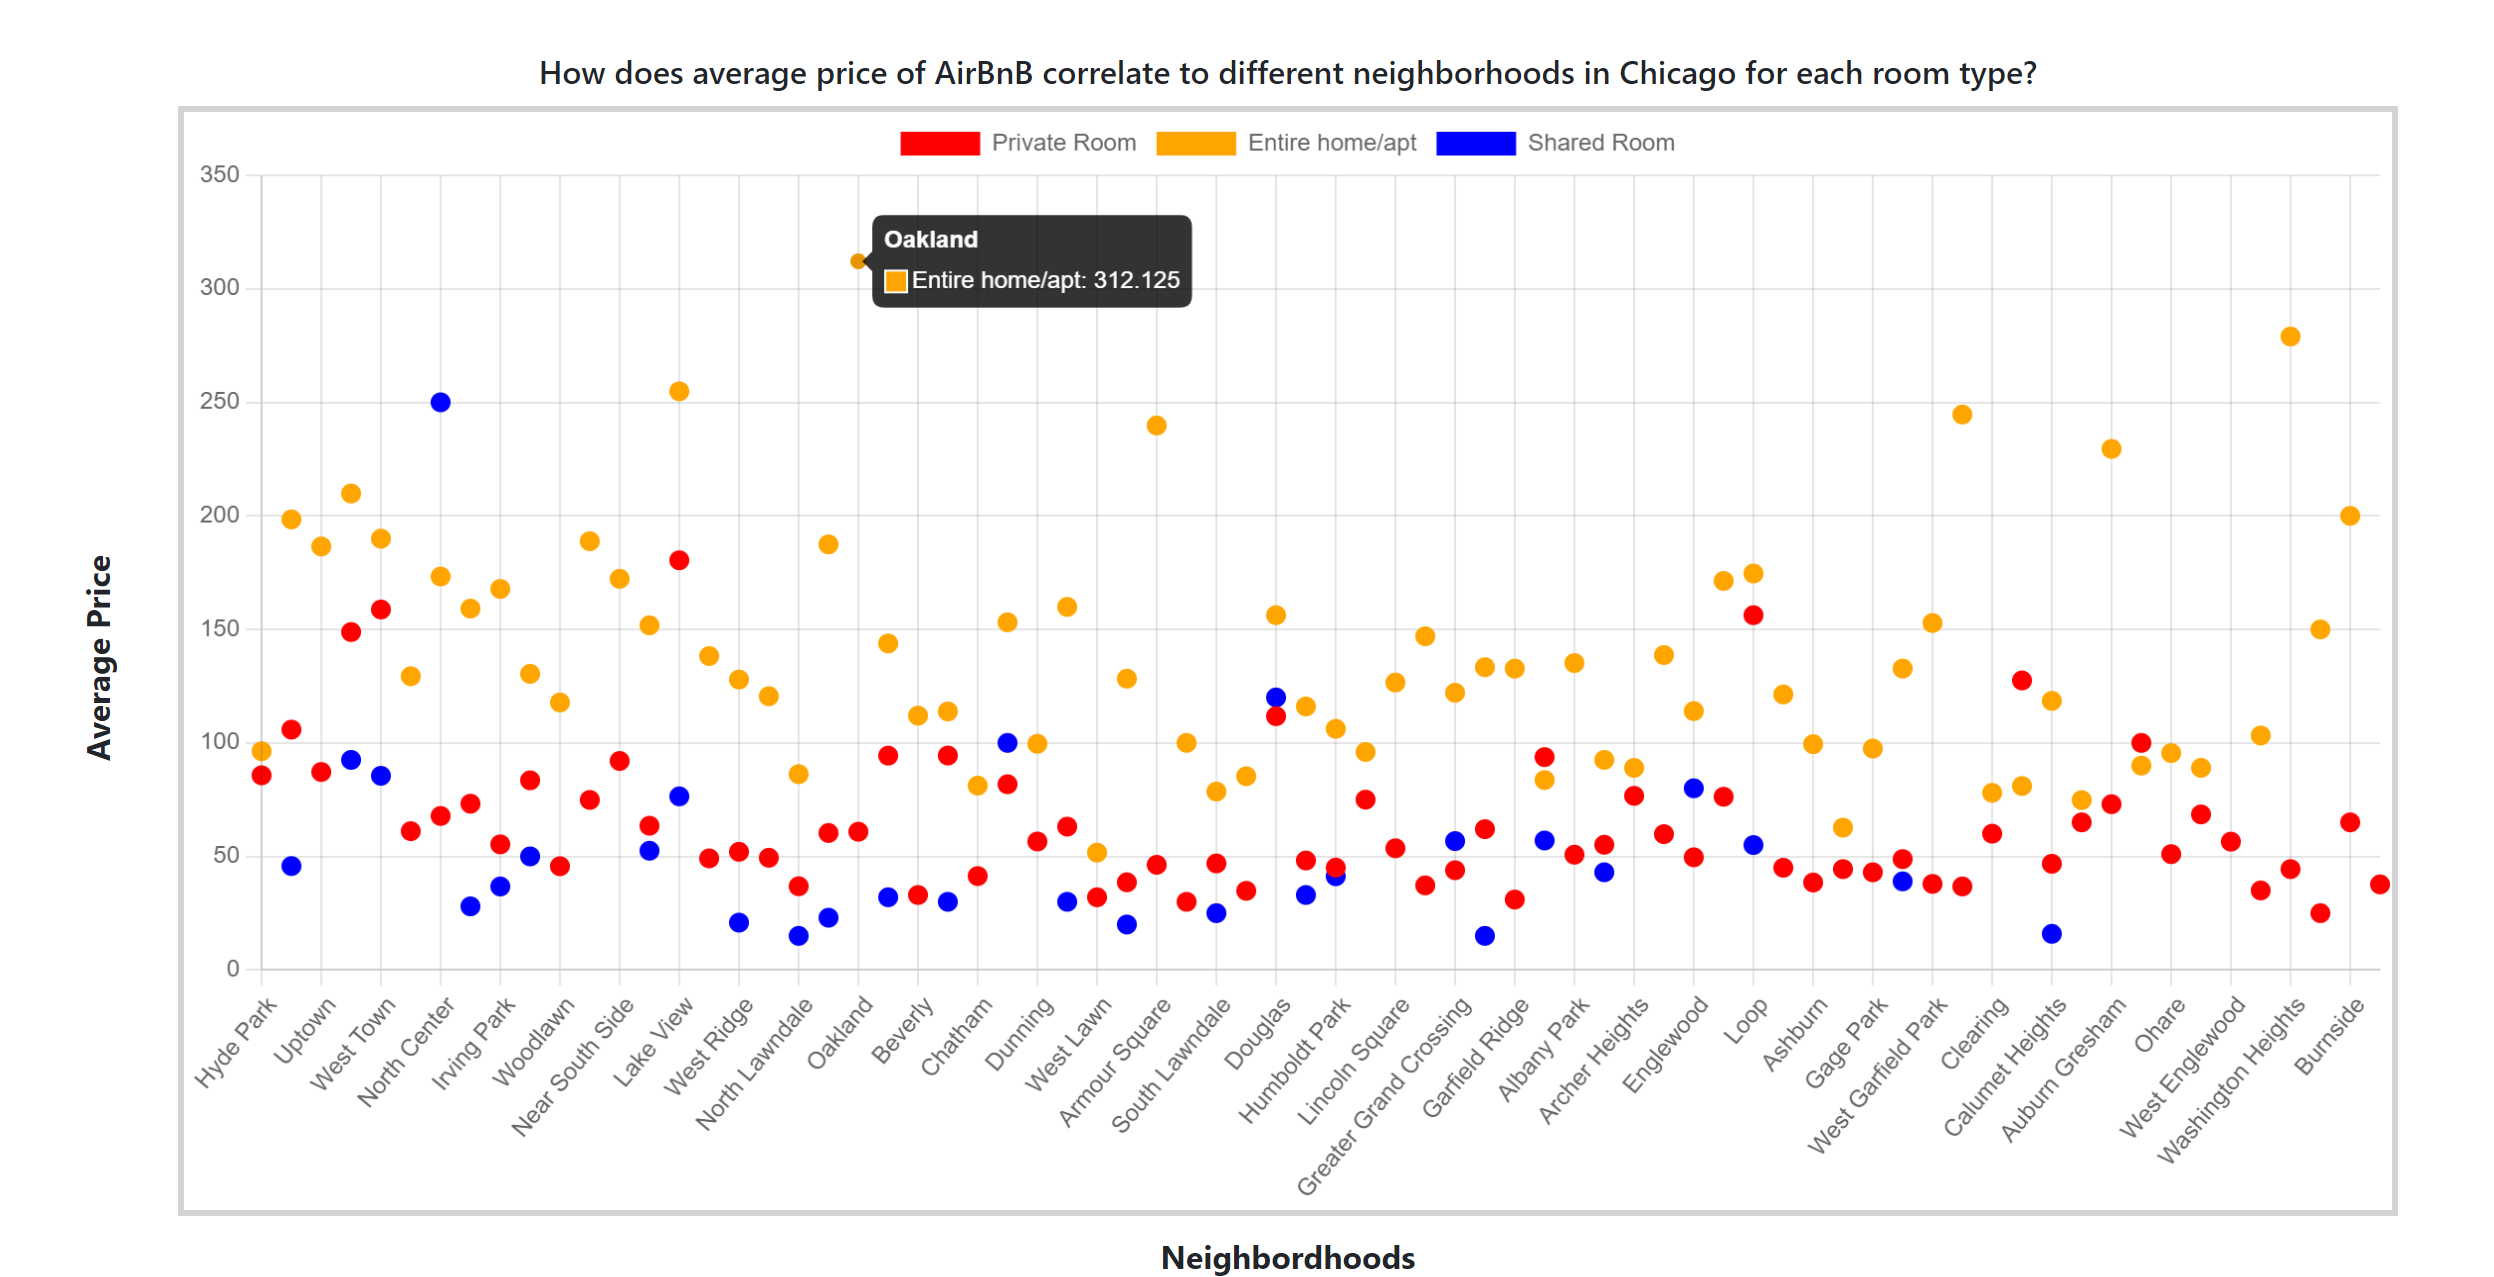 How does average price of AirBnB correlate to different neighborhoods in Chicago for each room type?
Private Room Entire home/apt Shared Room
350
300
250
200
150
100
50
0
Oakland
Entire home/apt: 312.125
Average Price
Hyde Park
Uptown
West Town
North Center
Irving Park
Woodlawn
Near South Side
Lake View
West Ridge
North Lawndale
Oakland
Beverly
Chatham
Dunning
West Lawn
Armour Square
South Lawndale
Douglas
Humboldt Park
Lincoln Square
Greater Grand Crossing
Garfield Ridge
Albany Park
Archer Heights
Englewood
Loop
Ashburn
Gage Park
West Garfield Park
Clearing
Calumet Heights
Auburn Gresham
Ohare
West Englewood
Washington Heights
Burnside
Neighbordhoods